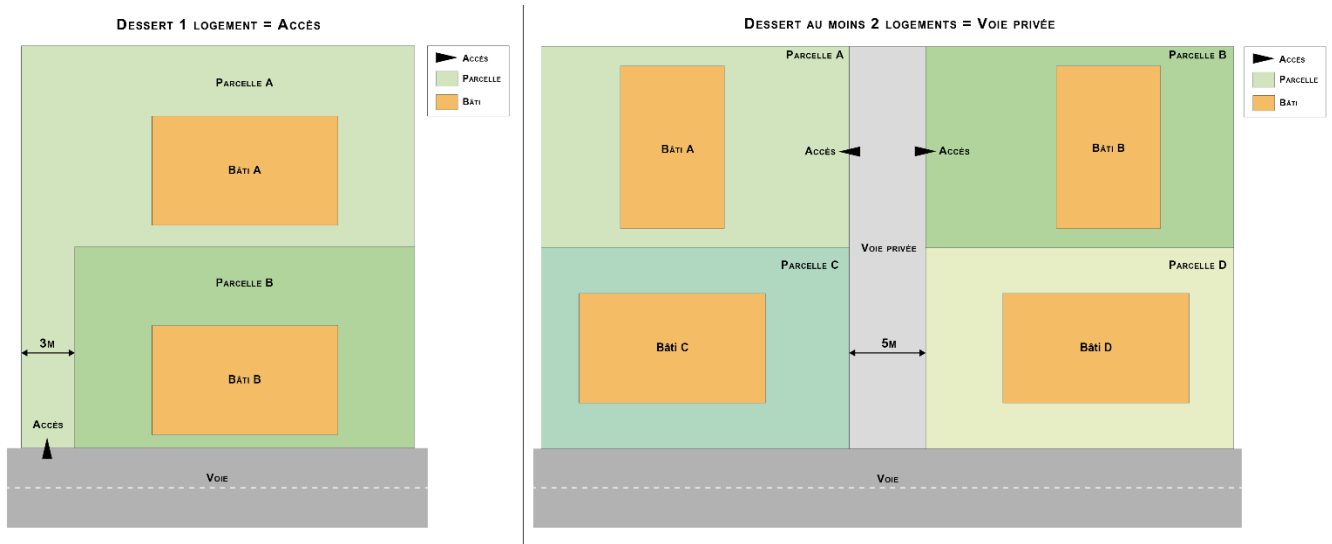 Dessert 1 logement = Accès
Accès
Parcelle
Bâti
Parcelle A
Bâti A
Parcelle B
Bâti B
3m
Accès
Voie
Dessert au moins 2 logements = Voie privée
Accès
Parcelle
Bâti
Parcelle A
Parcelle B
Bâti A
Accès
Accès
Bâti B
Voie privée
Parcelle C
Parcelle D
Bâti C
5m
Bâti D
Voie